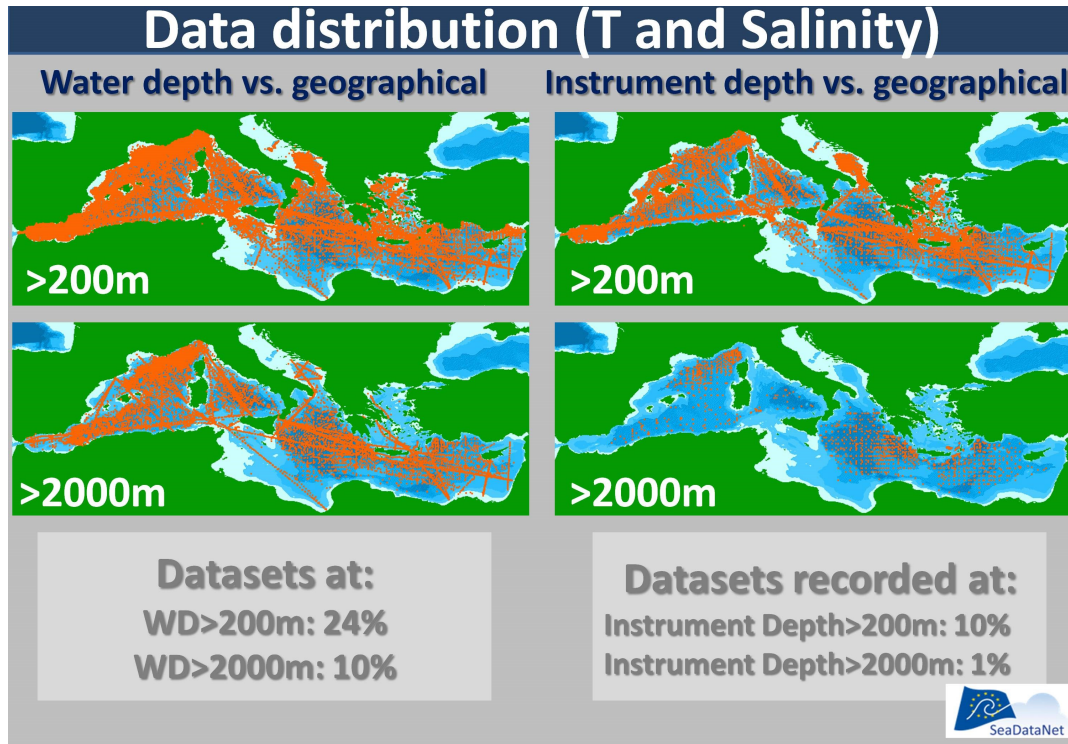 Data distribution (T and Salinity)
Water depth vs. geographical
Instrument depth vs. geographical
>200m
>200m
>2000m
>2000m
Datasets at:
WD>200m: 24%
WD>2000m: 10%
Datasets recorded at:
Instrument Depth>200m: 10%
Instrument Depth>2000m: 1%
SeaDataNet